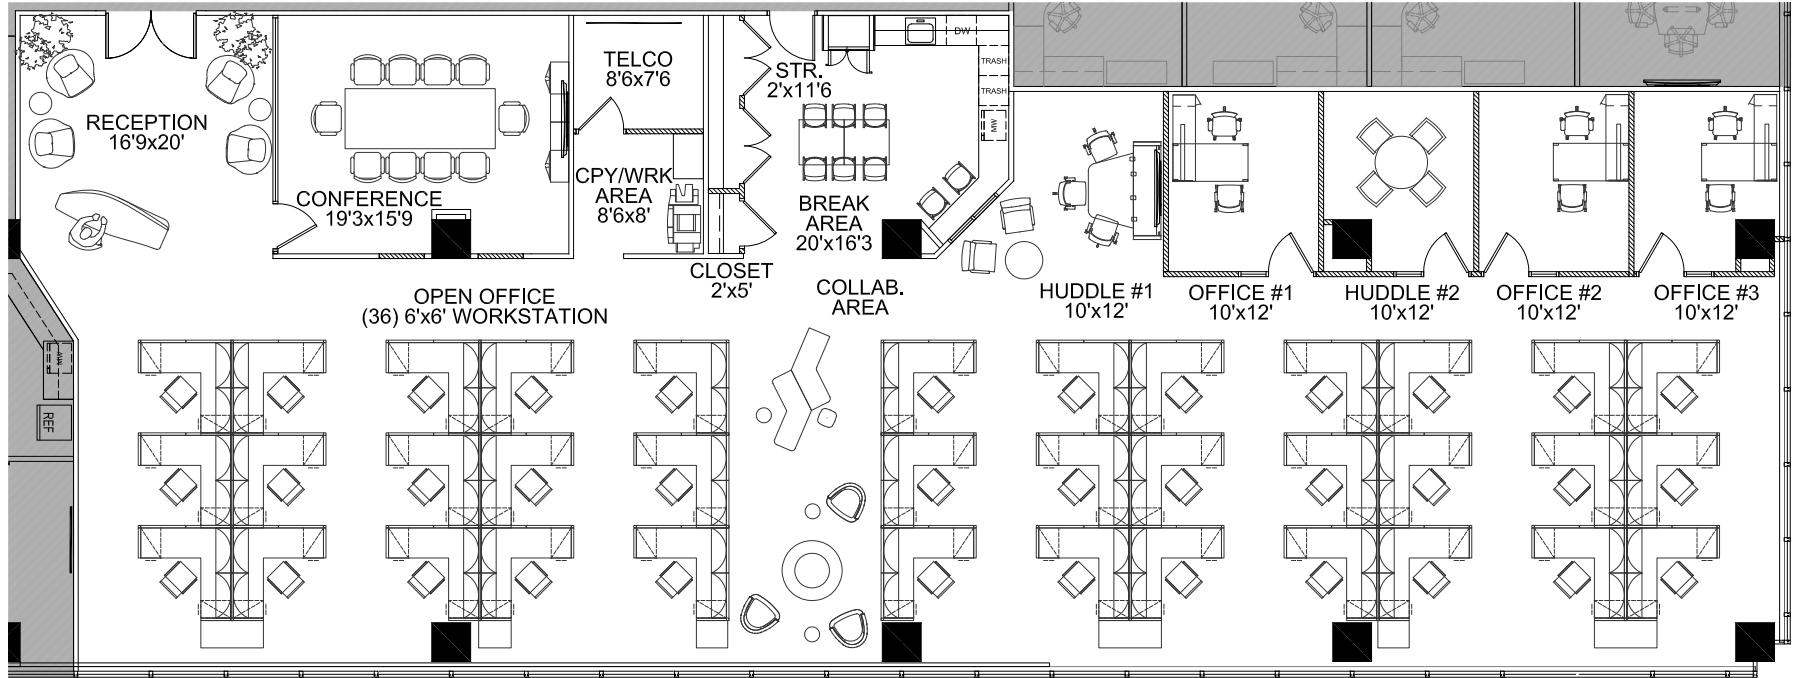 DW
TELCO
8'6x7'6
STR.
2'x11'6
TRASH
TRASH
RECEPTION
16'9x20'
MW
CPY/WRK
AREA
8'6x8'
CONFERENCE
19'3x15'9
BREAK
AREA
20'x16'3
CLOSET
2'x5'
COLLAB.
AREA
OPEN OFFICE
(36) 6'x6' WORKSTATION
HUDDLE #1
10'x12'
OFFICE #1
10'x12'
HUDDLE #2
10'x12'
OFFICE #2
10'x12'
OFFICE #3
10'x12'
MW
REF